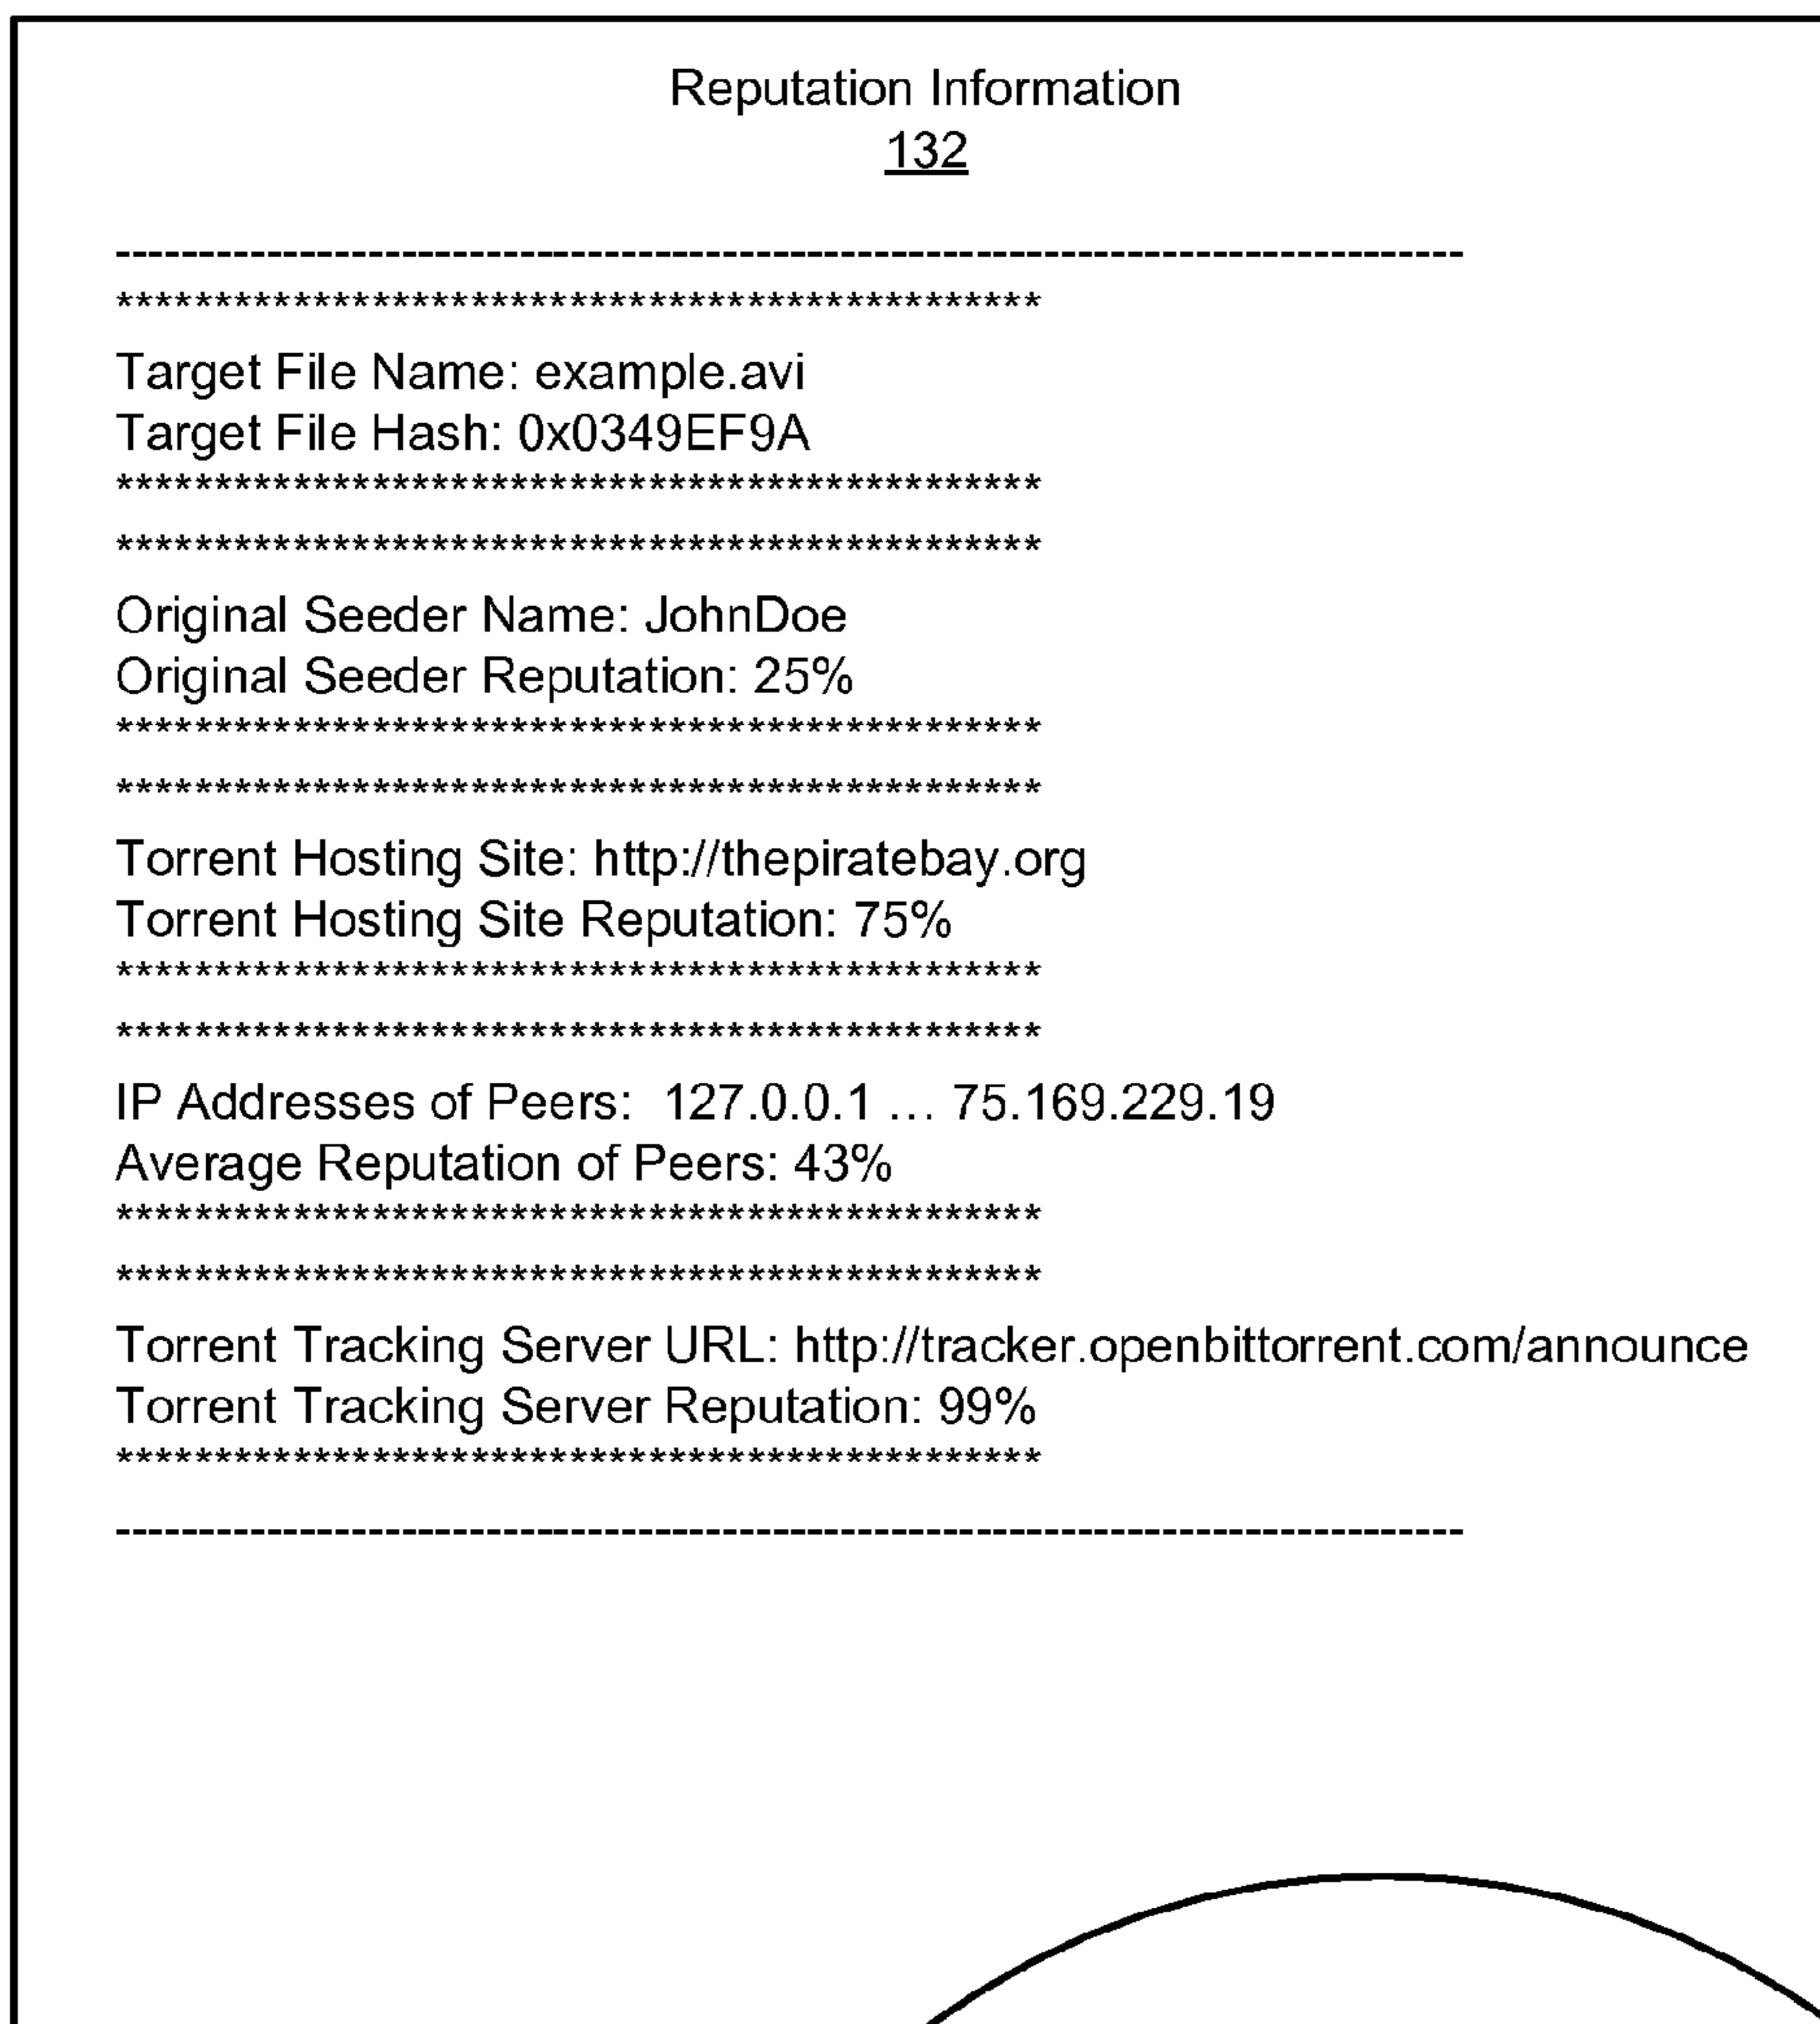 Reputation Information
132
--------------------------------------------------------------------------------
***********************************************
Target File Name: example.avi
Target File Hash: 0x0349EF9A
***********************************************
***********************************************
Original Seeder Name: JohnDoe
Original Seeder Reputation: 25%
***********************************************
***********************************************
Torrent Hosting Site: http://thepiratebay.org
Torrent Hosting Site Reputation: 75%
***********************************************
***********************************************
IP Addresses of Peers:  127.0.0.1 ... 75.169.229.19
Average Reputation of Peers: 43%
***********************************************
***********************************************
Torrent Tracking Server URL: http://tracker.openbittorrent.com/announce
Torrent Tracking Server Reputation: 99%
***********************************************
--------------------------------------------------------------------------------